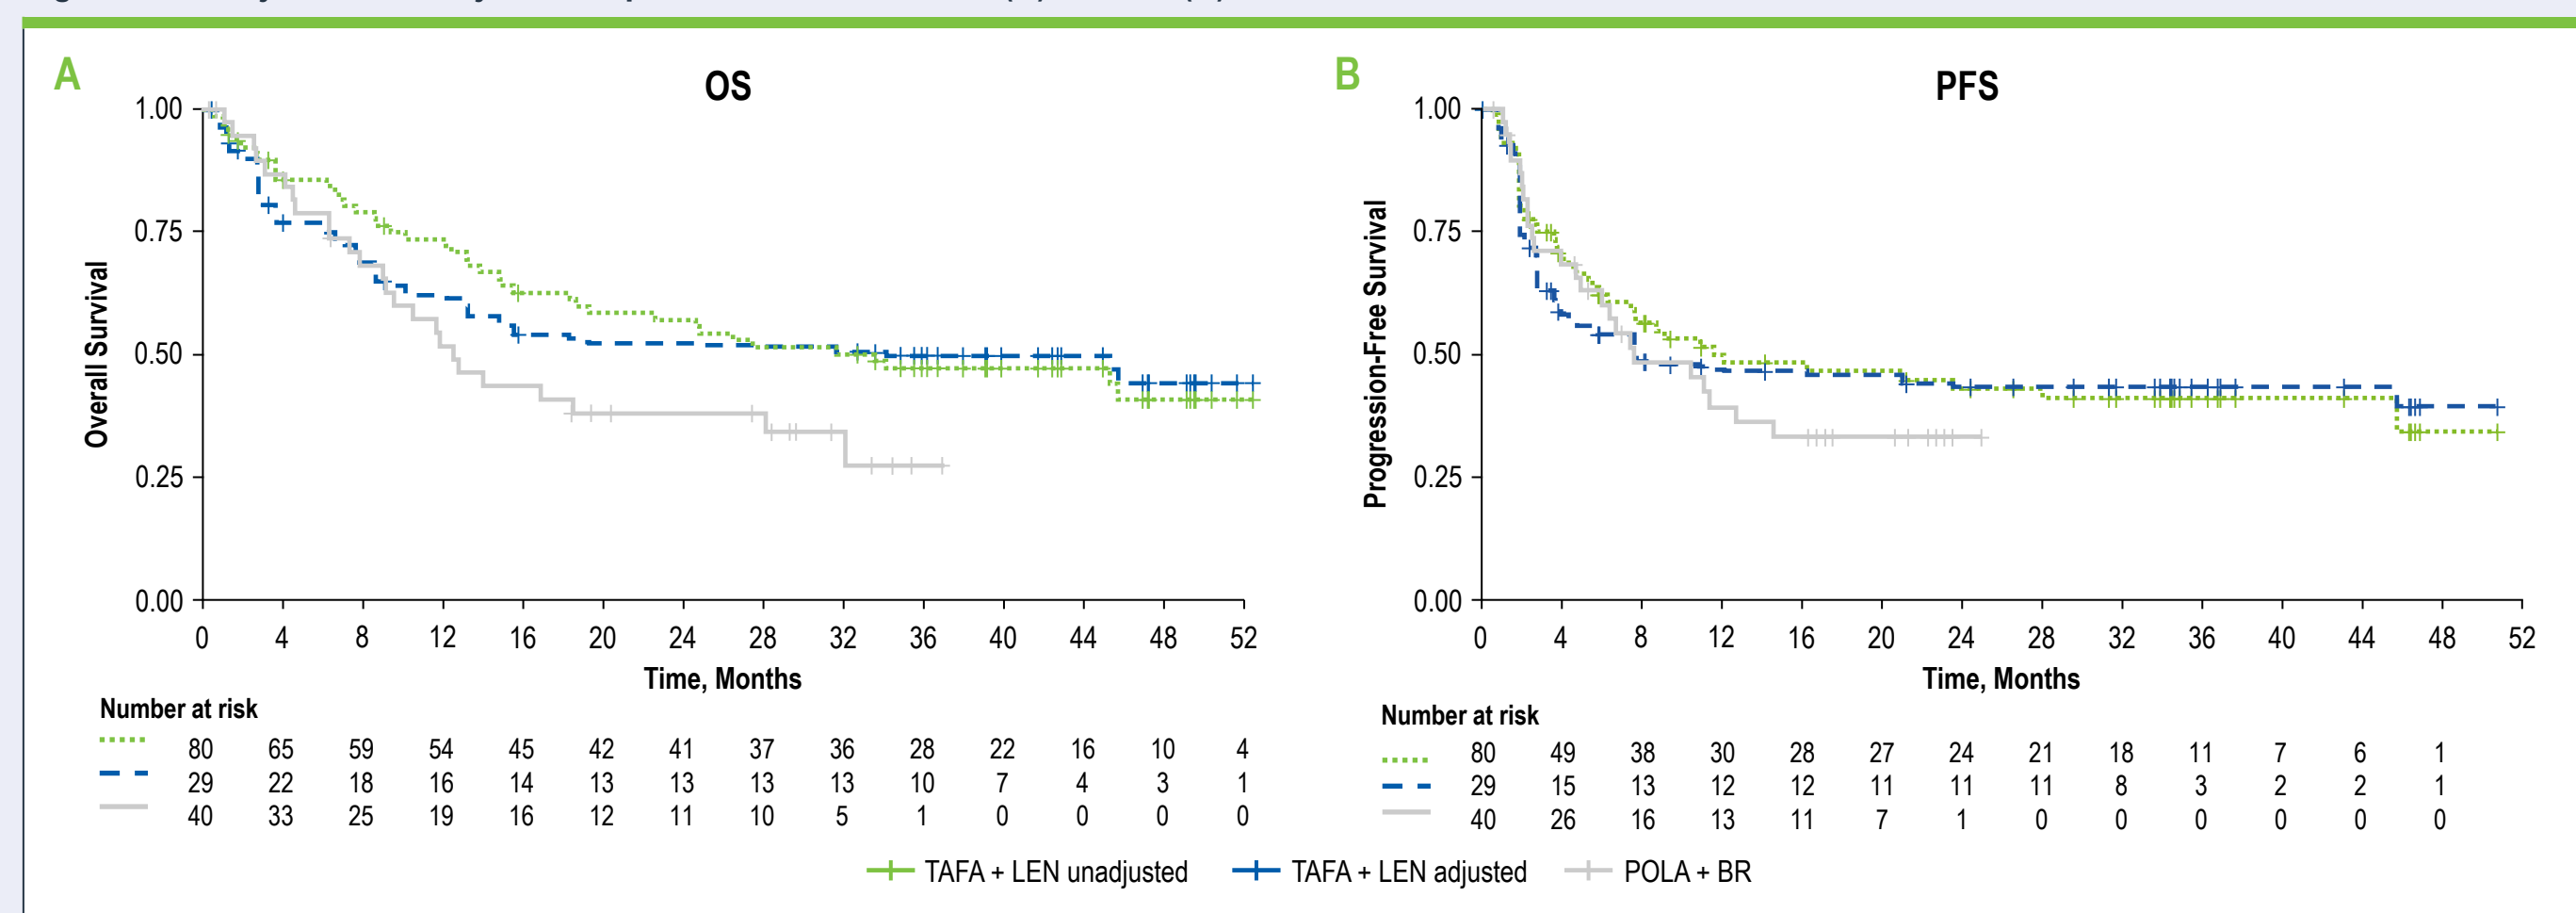 A
OS
1.00
0.75
0.50
0.25
0.00
Overall Survival
0 4 8 12 16 20 24 28 32 36 40 44 48 52
Time, Months
Number at risk
80 65 59 54 45 42 41 37 36 28 22 16 10 4
29 22 18 16 14 13 13 13 13 10 7 4 3 1
40 33 25 19 16 12 11 10 5 1 0 0 0 0
B
PFS
1.00
0.75
0.50
0.25
0.00
Progression-Free Survival
0 4 8 12 16 20 24 28 32 36 40 44 48 52
Time, Months
Number at risk
80 49 38 30 28 27 24 21 18 11 7 6 1
29 15 13 12 12 11 11 11 8 3 2 2 1
40 26 16 13 11 7 1 0 0 0 0 0 0
TAFA + LEN unadjusted TAFA + LEN adjusted POLA + BR